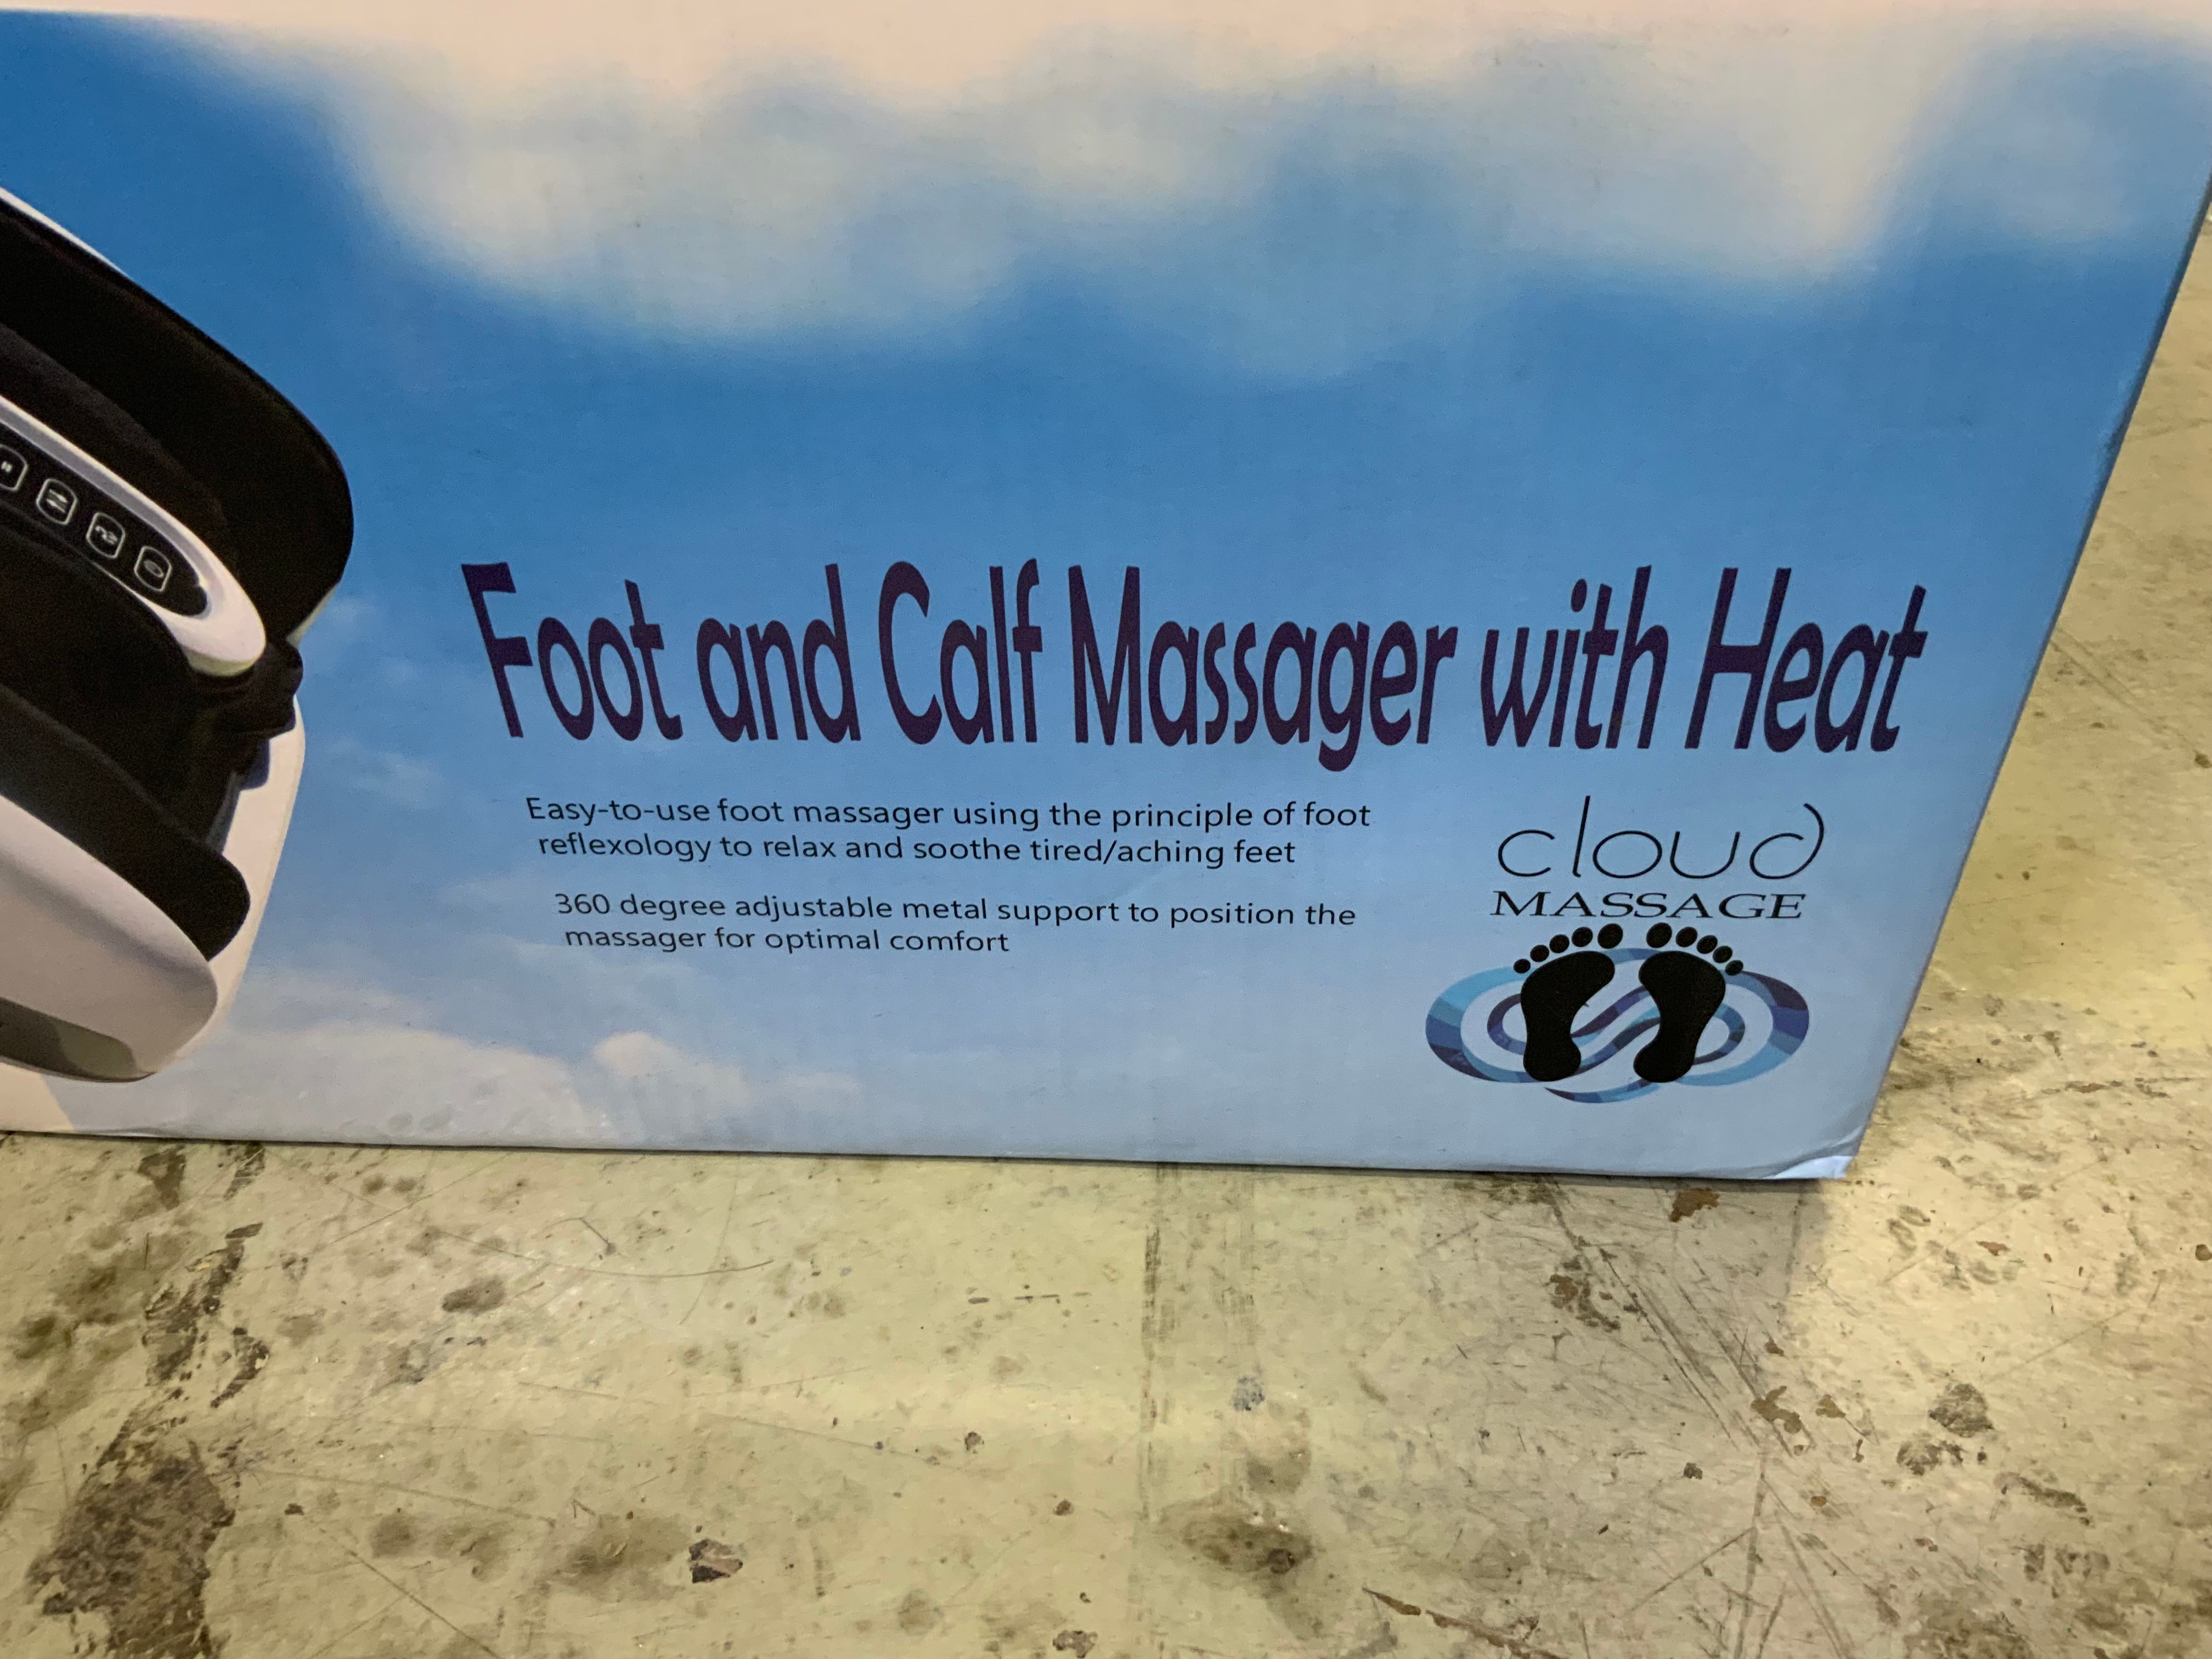 Foot and Calf Massager with Heat
Easy-to-use foot massager using the principle of foot
reflexology to relax and soothe tired/aching feet
360 degree adjustable metal support to position the
massager for optimal comfort
cloud
MASSAGE